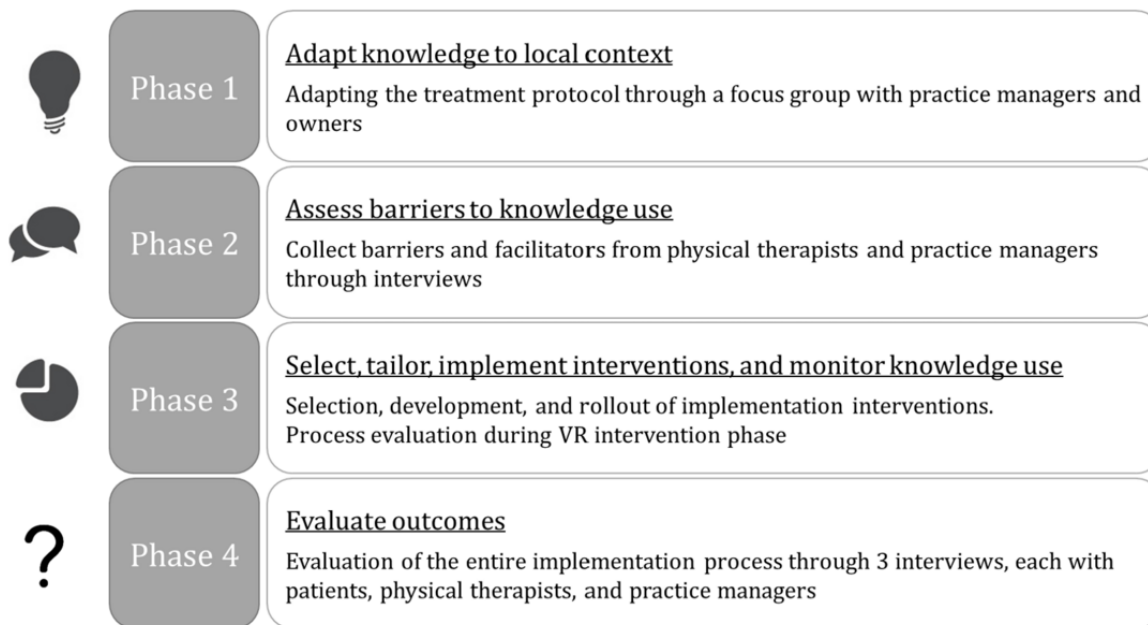 Phase 1
Adapt knowledge to local context
Adapting the treatment protocol through a focus group with practice managers and
owners
Phase 2
Assess barriers to knowledge use
Collect barriers and facilitators from physical therapists and practice managers
through interviews
Phase 3
Select, tailor, implement interventions, and monitor knowledge use
Selection, development, and rollout of implementation interventions.
Process evaluation during VR intervention phase
?
Phase 4
Evaluate outcomes
Evaluation of the entire implementation process through 3 interviews, each with
patients, physical therapists, and practice managers